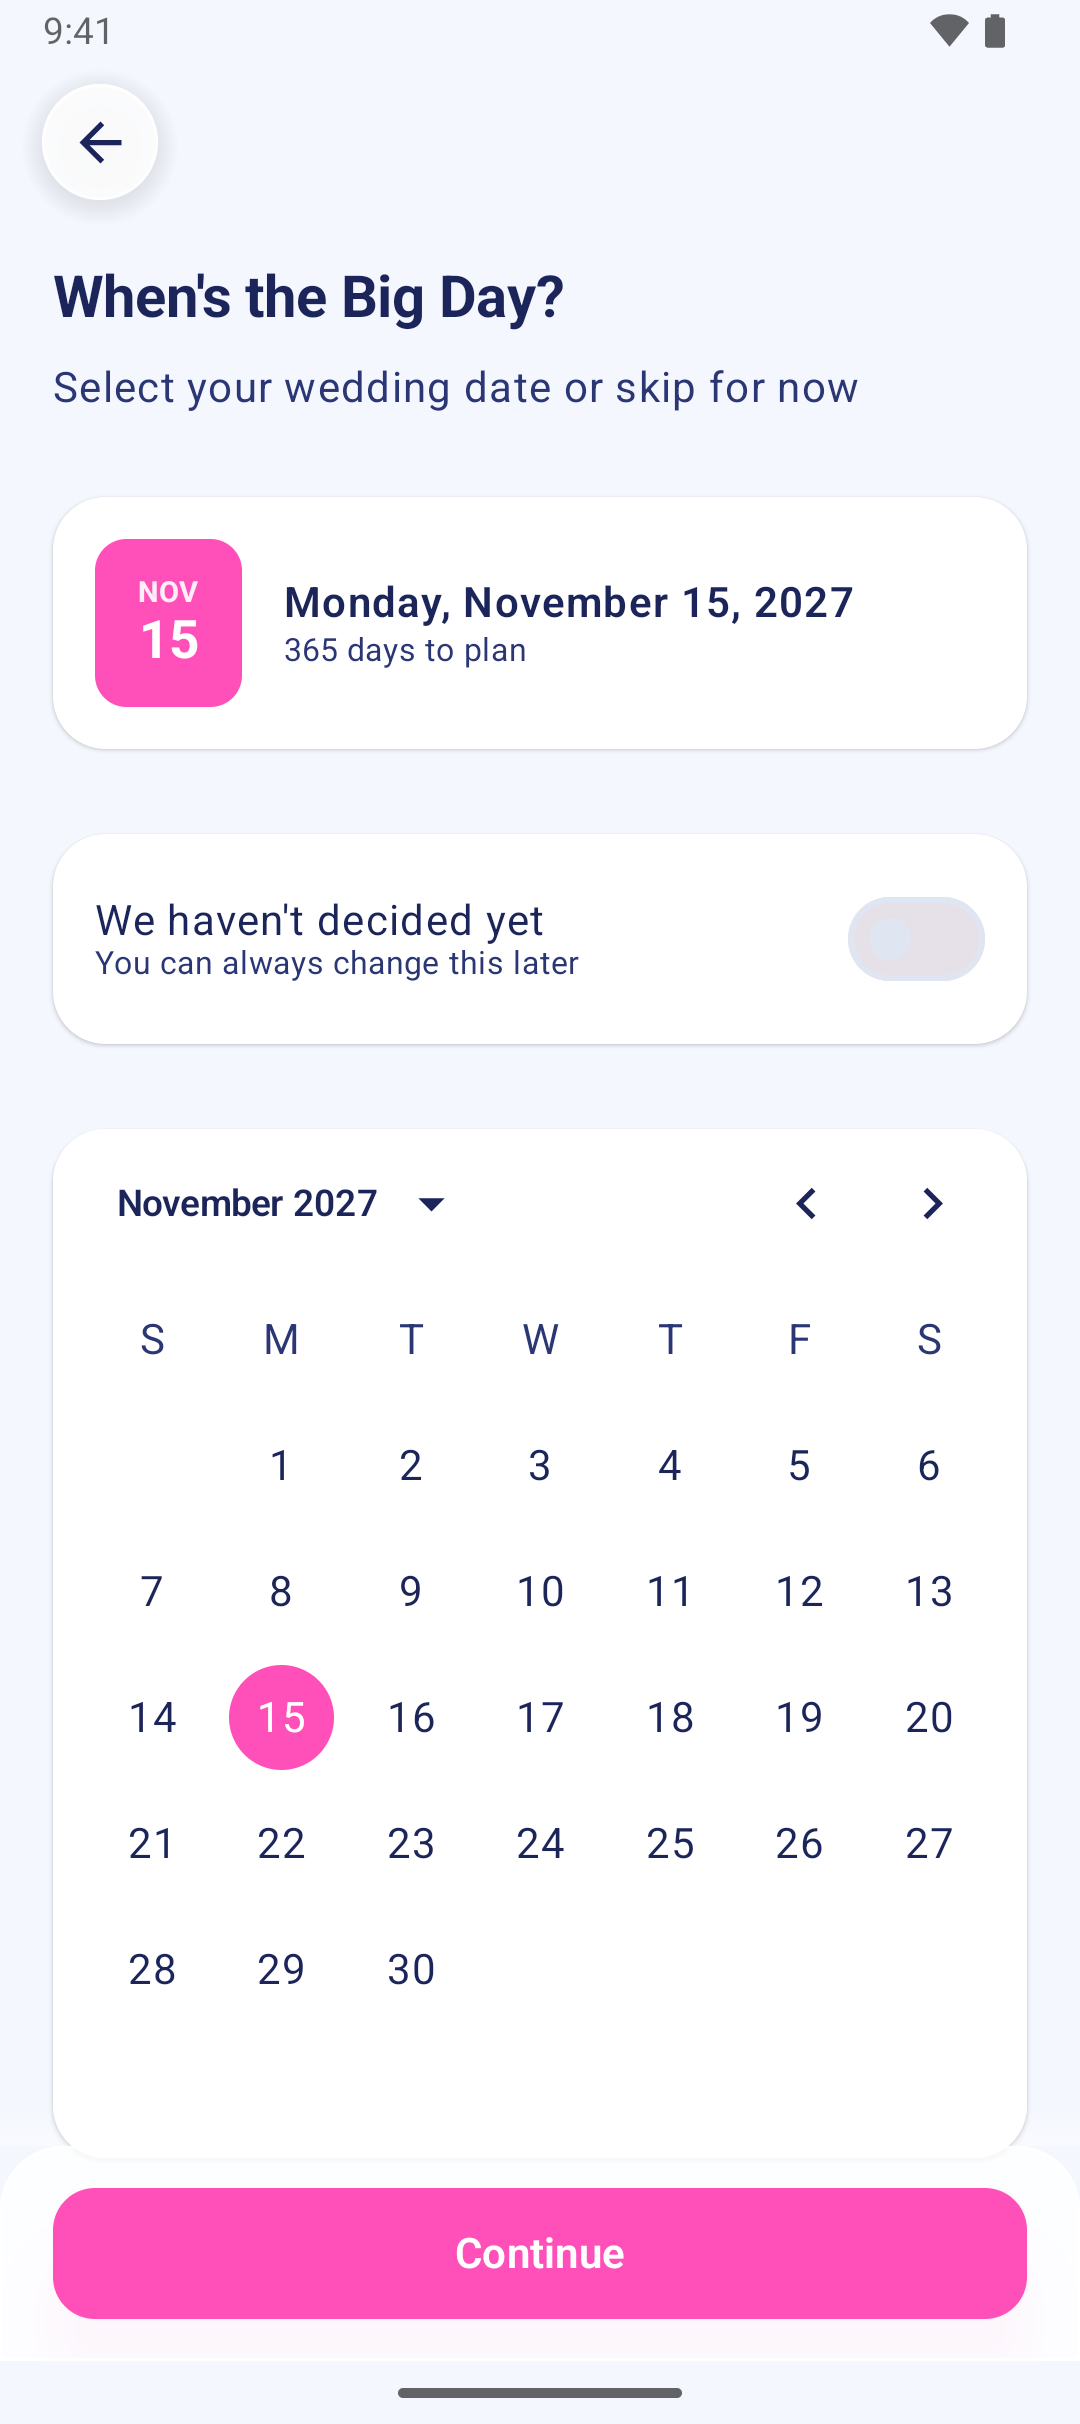 9:41
When's the Big Day?
Select your wedding date or skip for now
NOV
15
Monday, November 15, 2027
365 days to plan
We haven't decided yet
You can always change this later
November 2027
S M T W T F S
1 2 3 4 5 6
7 8 9 10 11 12 13
14 15 16 17 18 19 20
21 22 23 24 25 26 27
28 29 30
Continue